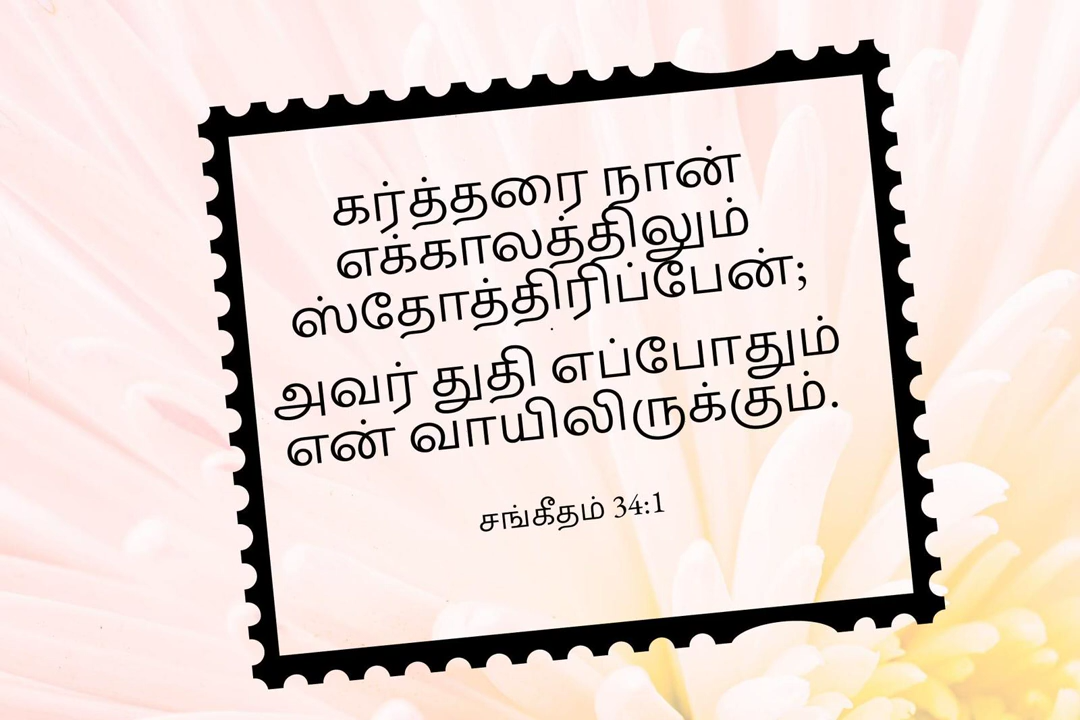 கர்த்தரை நான்
எக்காலத்திலும்
ஸ்தோத்திரிப்பேன்;
அவர் துதி எப்போதும்
என் வாயிலிருக்கும்.
சங்கீதம் 34:1